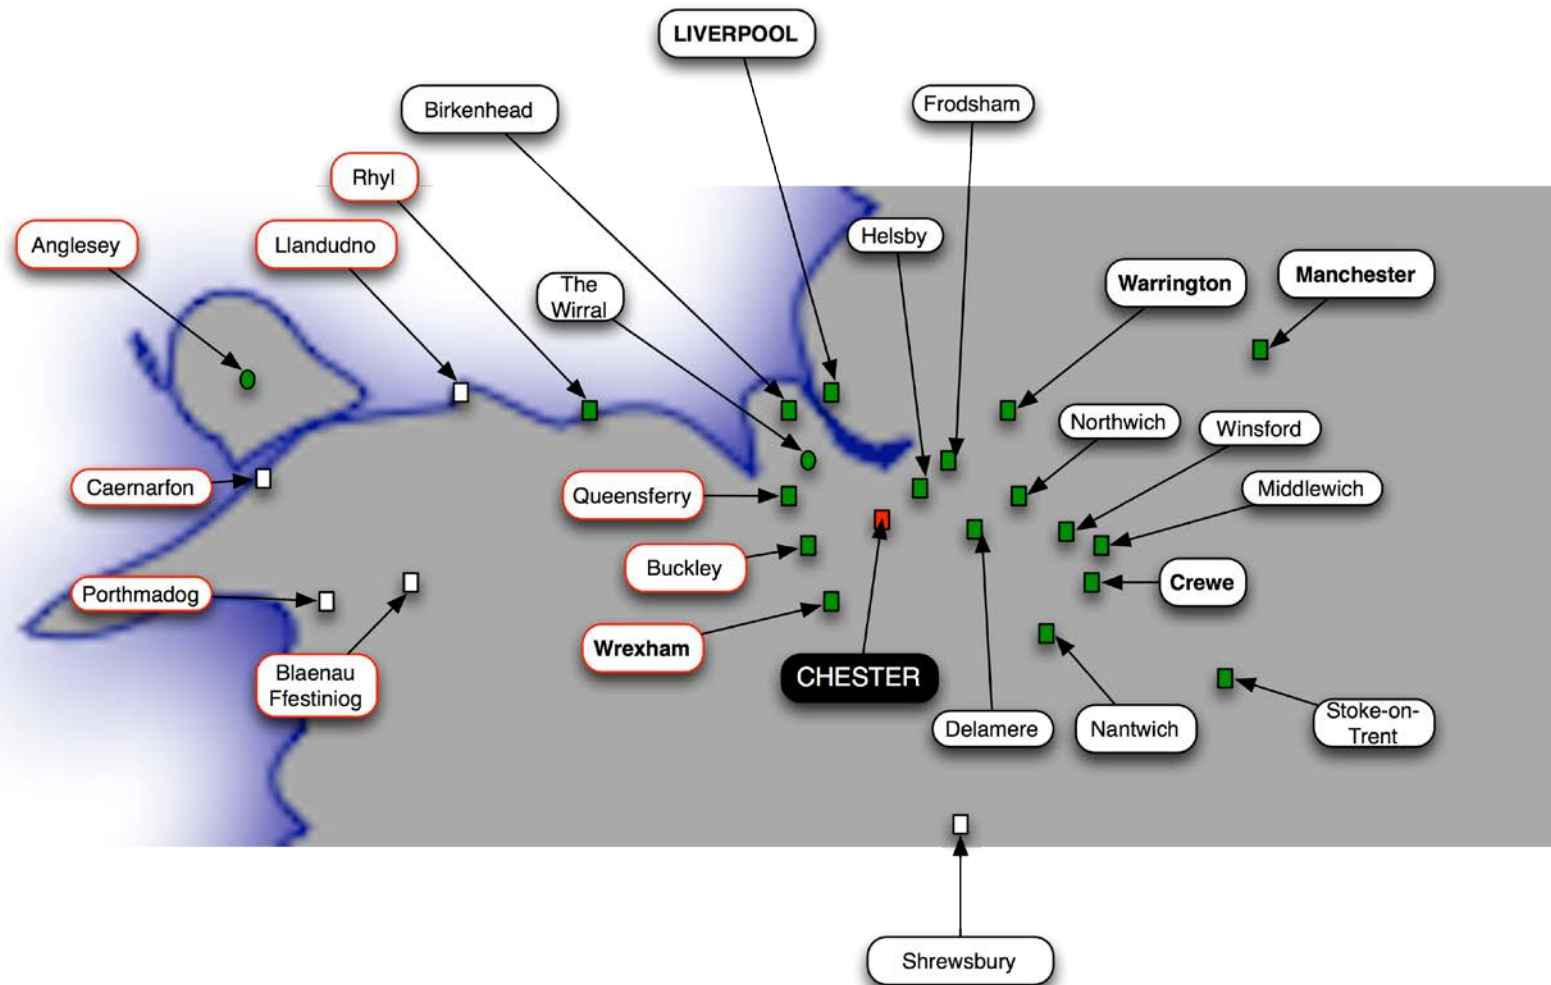 LIVERPOOL
Birkenhead
Frodsham
Rhyl
Anglesey
Llandudno
Helsby
The
Wirral
Warrington
Manchester
Northwich
Winsford
Caernarfon
Queensferry
Middlewich
Buckley
Crewe
Porthmadog
Wrexham
CHESTER
Blaenau
Ffestiniog
Delamere
Nantwich
Stoke-on-
Trent
Shrewsbury